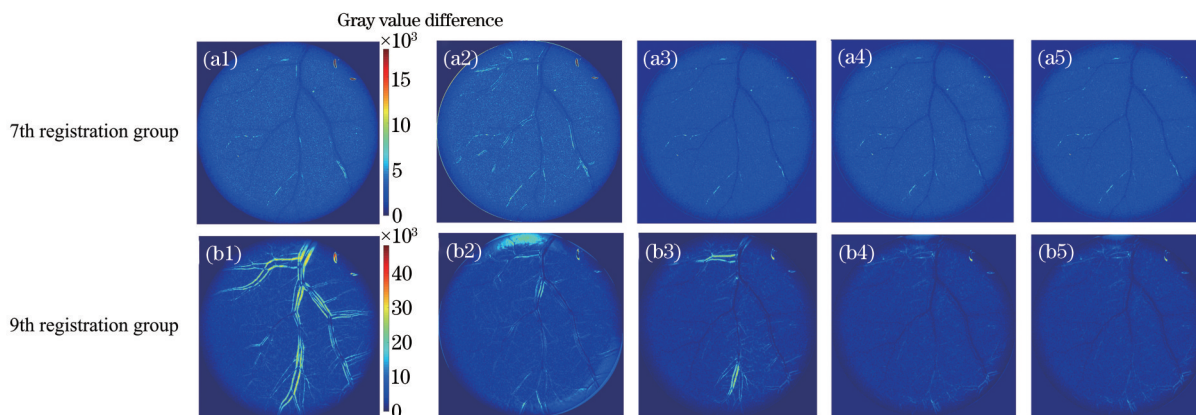 Gray value difference
×10³
(a1)
15
10
5
0
(a2)
(a3)
(a4)
(a5)
7th registration group
×10³
(b1)
40
30
20
10
0
(b2)
(b3)
(b4)
(b5)
9th registration group